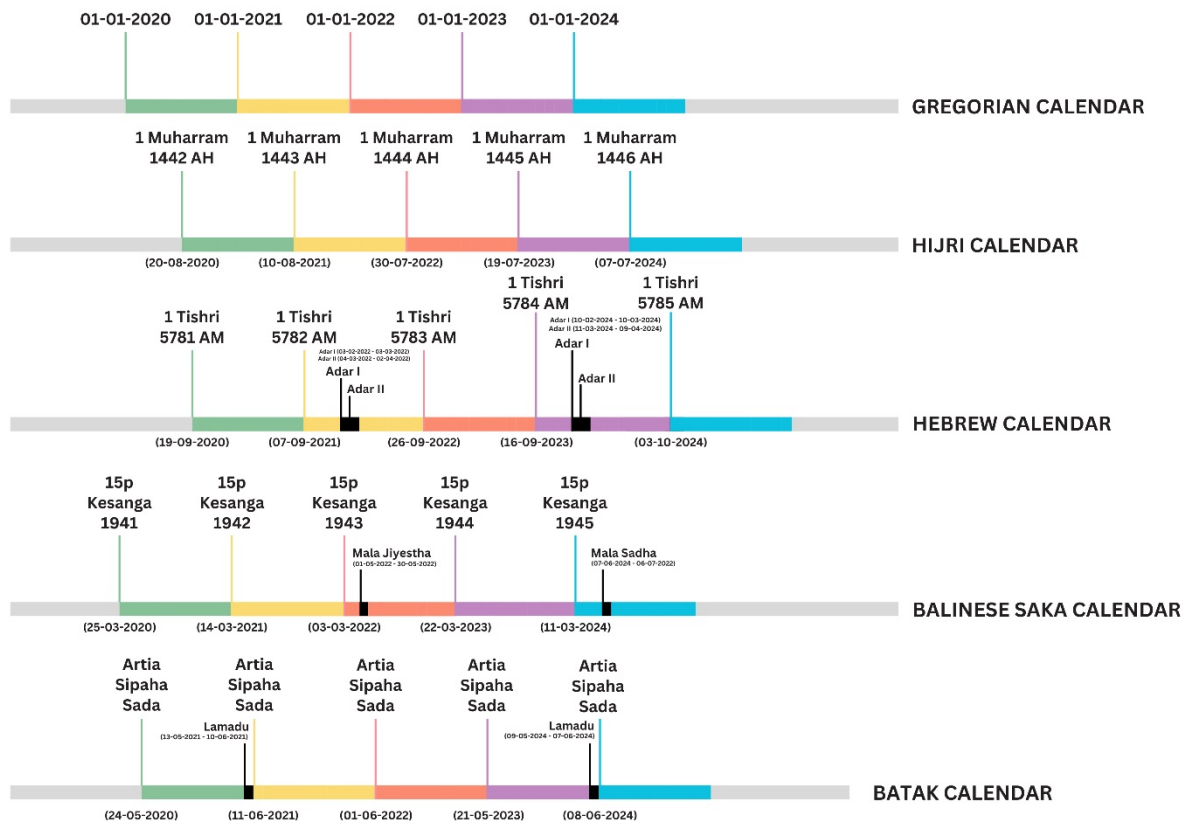 01-01-2020 01-01-2021 01-01-2022 01-01-2023 01-01-2024
GREGORIAN CALENDAR
1 Muharram 1 Muharram 1 Muharram 1 Muharram 1 Muharram
1442 AH 1443 AH 1444 AH 1445 AH 1446 AH
HIJRI CALENDAR
(20-08-2020) (10-08-2021) (30-07-2022) (19-07-2023) (07-07-2024)
1 Tishri 1 Tishri
5784 AM 5785 AM
1 Tishri 1 Tishri 1 Tishri
5781 AM 5782 AM 5783 AM
Adar I (10-02-2024 - 10-03-2024)
Adar II (11-03-2024 - 09-04-2024)
Adar I
Adar II
Adar I (03-02-2022 - 03-03-2022)
Adar II (04-03-2022 - 02-04-2022)
Adar I
Adar II
HEBREW CALENDAR
(19-09-2020) (07-09-2021) (26-09-2022) (16-09-2023) (03-10-2024)
15p 15p 15p 15p 15p
Kesanga Kesanga Kesanga Kesanga Kesanga
1941 1942 1943 1944 1945
Mala Jiyestha Mala Sadha
(01-05-2022 - 30-05-2022) (07-06-2024 - 06-07-2022)
BALINESE SAKA CALENDAR
(25-03-2020) (14-03-2021) (03-03-2022) (22-03-2023) (11-03-2024)
Artia Artia Artia Artia Artia
Sipaha Sipaha Sipaha Sipaha Sipaha
Sada Sada Sada Sada Sada
Lamadu Lamadu
(13-05-2021 - 10-06-2021) (09-05-2024 - 07-06-2024)
BATAK CALENDAR
(24-05-2020) (11-06-2021) (01-06-2022) (21-05-2023) (08-06-2024)